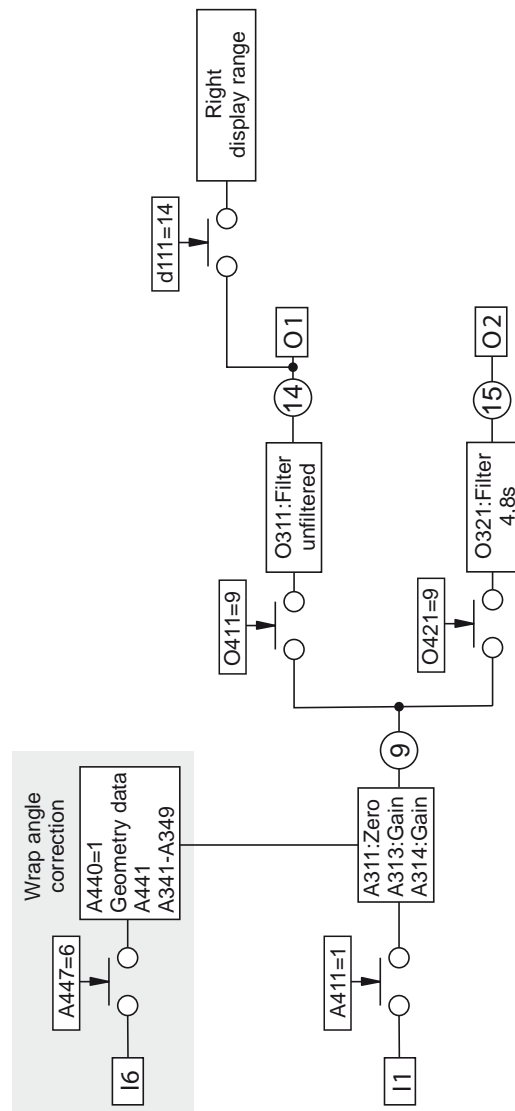 Wrap angle
correction
I6
A447=6
A440=1
Geometry data
A441
A341-A349
I1
A411=1
A311:Zero
A313:Gain
A314:Gain
9
O411=9
O311:Filter
unfiltered
14
O1
d111=14
Right
display range
O421=9
O321:Filter
4.8s
15
O2